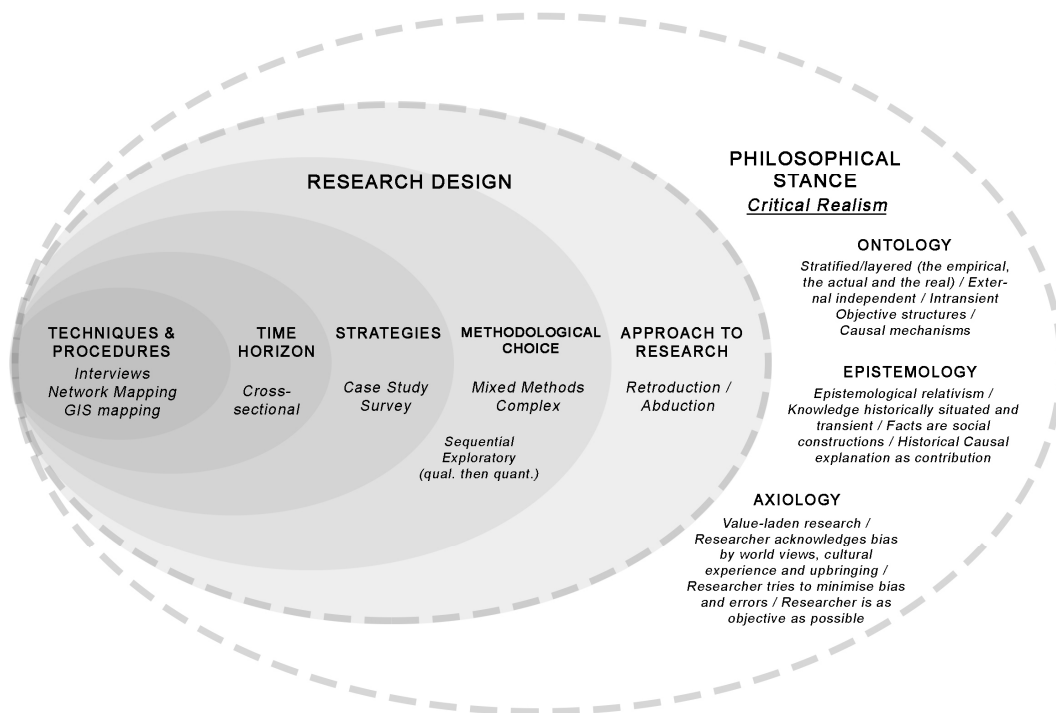 RESEARCH DESIGN
TECHNIQUES &
PROCEDURES
Interviews
Network Mapping
GIS mapping
TIME
HORIZON
Cross-
sectional
STRATEGIES
Case Study
Survey
METHODOLOGICAL
CHOICE
Mixed Methods
Complex
Sequential
Exploratory
(qual. then quant.)
APPROACH TO
RESEARCH
Retroduction /
Abduction
PHILOSOPHICAL
STANCE
Critical Realism
ONTOLOGY
Stratified/layered (the empirical,
the actual and the real) / Exter-
nal independent / Intransient
Objective structures /
Causal mechanisms
EPISTEMOLOGY
Epistemological relativism /
Knowledge historically situated and
transient / Facts are social
constructions / Historical Causal
explanation as contribution
AXIOLOGY
Value-laden research /
Researcher acknowledges bias
by world views, cultural
experience and upbringing /
Researcher tries to minimise bias
and errors / Researcher is as
objective as possible